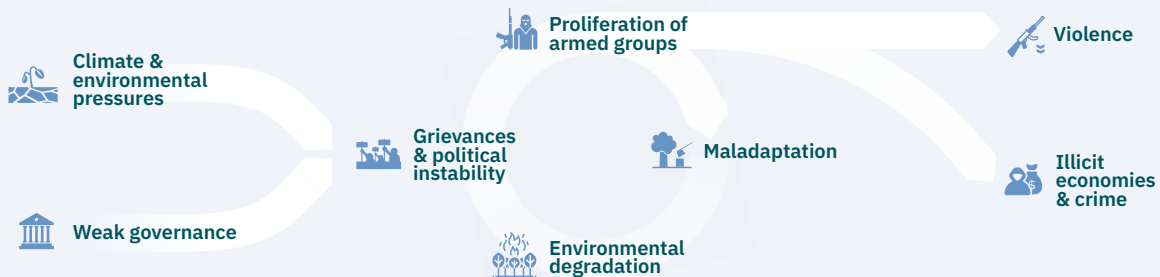 Climate &
environmental
pressures
Weak governance
Grievances
& political
instability
Proliferation of
armed groups
Maladaptation
Environmental
degradation
Violence
Illicit
economies
& crime
$